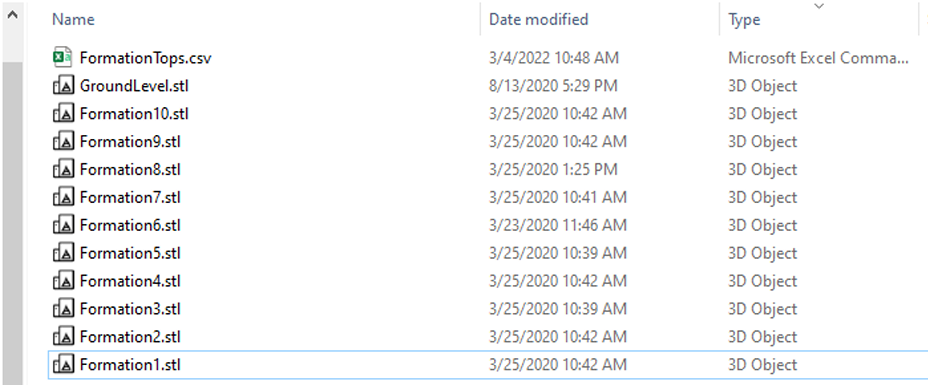 Name Date modified Type
FormationTops.csv 3/4/2022 10:48 AM Microsoft Excel Comma...
GroundLevel.stl 8/13/2020 5:29 PM 3D Object
Formation10.stl 3/25/2020 10:42 AM 3D Object
Formation9.stl 3/25/2020 10:42 AM 3D Object
Formation8.stl 3/25/2020 1:25 PM 3D Object
Formation7.stl 3/25/2020 10:41 AM 3D Object
Formation6.stl 3/23/2020 11:46 AM 3D Object
Formation5.stl 3/25/2020 10:39 AM 3D Object
Formation4.stl 3/25/2020 10:42 AM 3D Object
Formation3.stl 3/25/2020 10:39 AM 3D Object
Formation2.stl 3/25/2020 10:42 AM 3D Object
Formation1.stl 3/25/2020 10:42 AM 3D Object